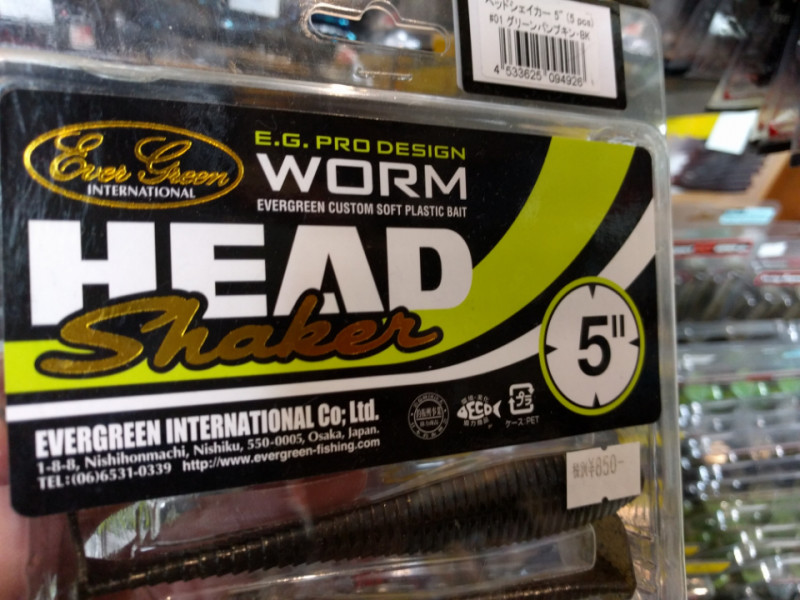 ヘッドシェイカー 5" (5 pcs)
#01 グリーンパンプキン・BK
4 533625 094926
Ever Green
INTERNATIONAL
E.G. PRO DESIGN
WORM
EVERGREEN CUSTOM SOFT PLASTIC BAIT
HEAD
Shaker
5"
EVERGREEN INTERNATIONAL Co; Ltd.
1-8-8, Nishihonmachi, Nishiku, 550-0005, Osaka, Japan.
TEL:(06)6531-0339 http://www.evergreen-fishing.com
ECO
プラ
ケース:PET
税抜¥850-